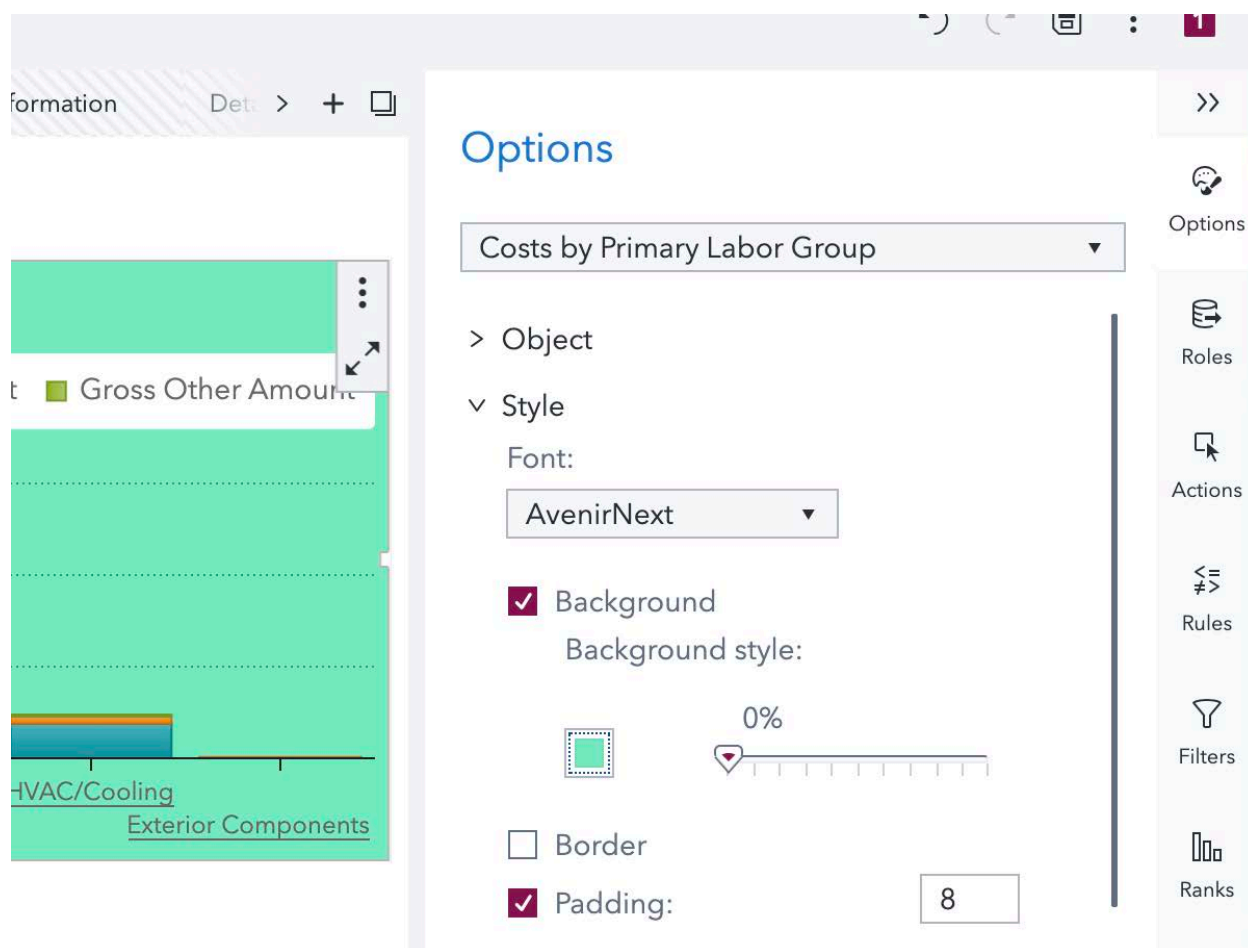 1
formation
Options
Options
Costs by Primary Labor Group
Object
Roles
Gross Other Amount
Style
Font:
AvenirNext
Actions
Background
Background style:
Rules
0%
Filters
HVAC/Cooling
Exterior Components
Border
Padding:
8
Ranks